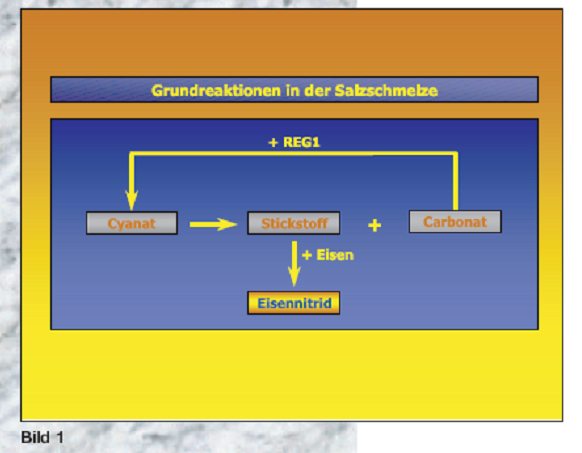 Grundreaktionen in der Salzschmelze
+ REG1
Cyanat
Stickstoff
+
Carbonat
+ Eisen
Eisennitrid
Bild 1